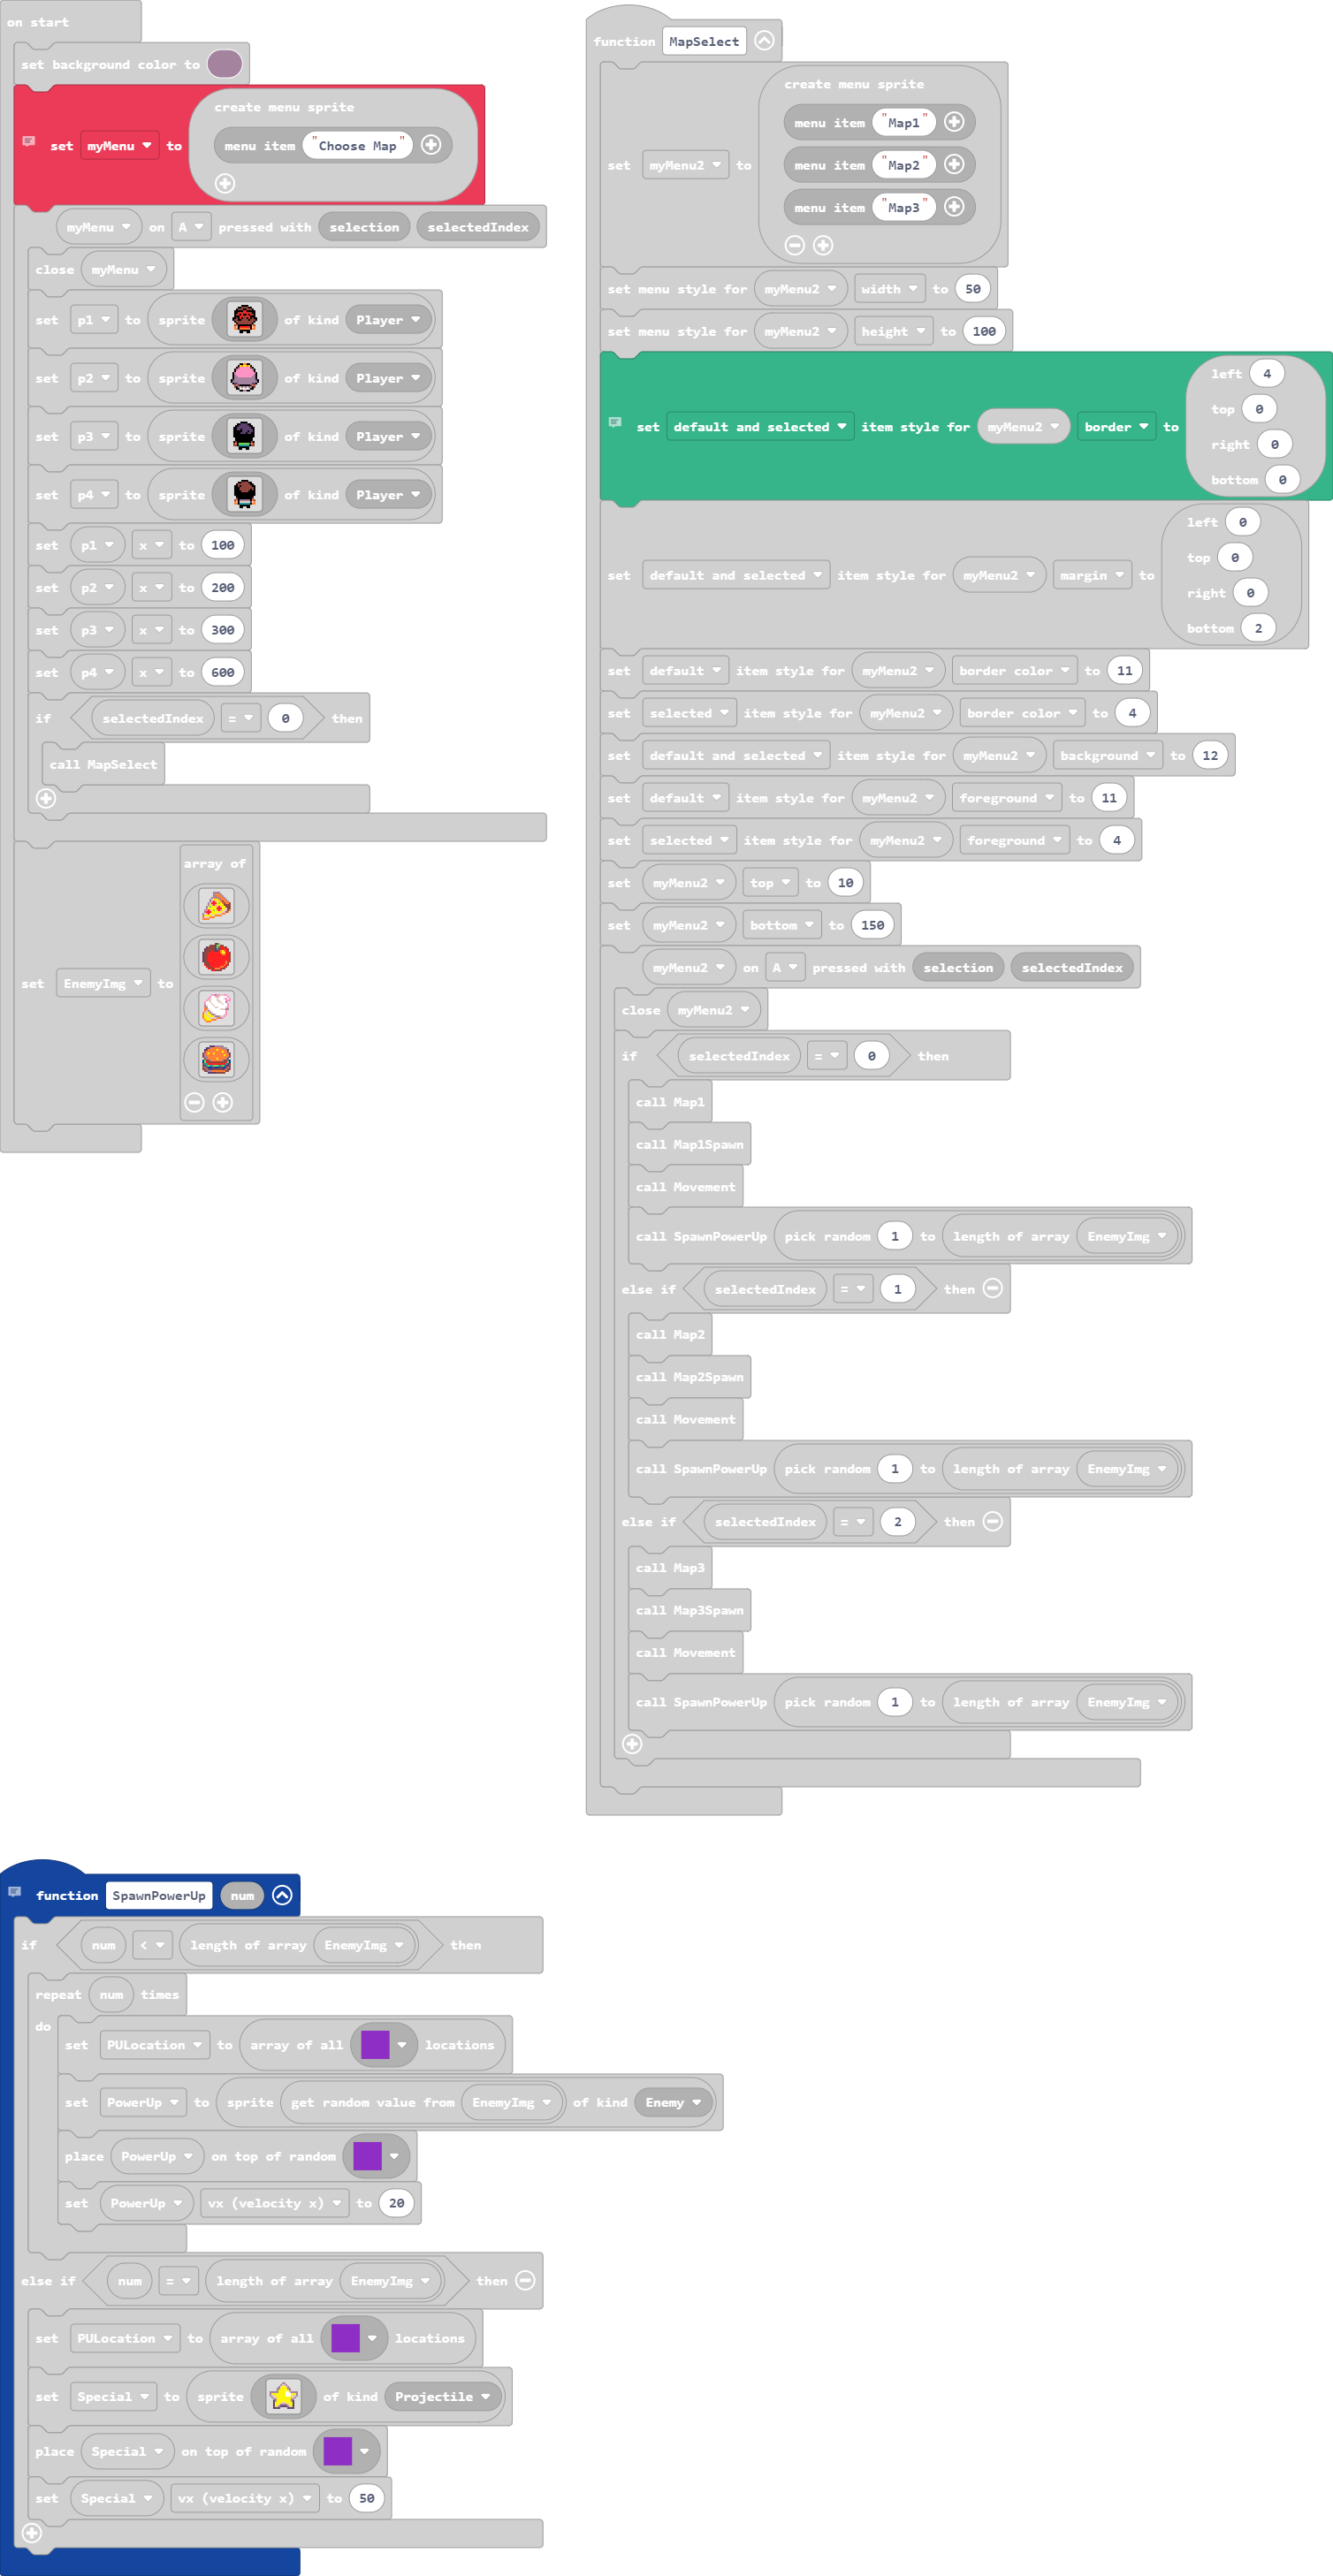 on start
set background color to
set myMenu to create menu sprite
menu item "Choose Map"
myMenu on A pressed with selection selectedIndex
close myMenu
set p1 to sprite of kind Player
set p2 to sprite of kind Player
set p3 to sprite of kind Player
set p4 to sprite of kind Player
set p1 x to 100
set p2 x to 200
set p3 x to 300
set p4 x to 600
if selectedIndex = 0 then
call MapSelect
set EnemyImg to array of
function MapSelect
set myMenu2 to create menu sprite
menu item "Map1"
menu item "Map2"
menu item "Map3"
set menu style for myMenu2 width to 50
set menu style for myMenu2 height to 100
set default and selected item style for myMenu2 border to
left 4
top 0
right 0
bottom 0
set default and selected item style for myMenu2 margin to
left 0
top 0
right 0
bottom 2
set default item style for myMenu2 border color to 11
set selected item style for myMenu2 border color to 4
set default and selected item style for myMenu2 background to 12
set default item style for myMenu2 foreground to 11
set selected item style for myMenu2 foreground to 4
set myMenu2 top to 10
set myMenu2 bottom to 150
myMenu2 on A pressed with selection selectedIndex
close myMenu2
if selectedIndex = 0 then
call Map1
call Map1Spawn
call Movement
call SpawnPowerUp pick random 1 to length of array EnemyImg
else if selectedIndex = 1 then
call Map2
call Map2Spawn
call Movement
call SpawnPowerUp pick random 1 to length of array EnemyImg
else if selectedIndex = 2 then
call Map3
call Map3Spawn
call Movement
call SpawnPowerUp pick random 1 to length of array EnemyImg
function SpawnPowerUp num
if num < length of array EnemyImg then
repeat num times
do
set PULocation to array of all locations
set PowerUp to sprite get random value from EnemyImg of kind Enemy
place PowerUp on top of random
set PowerUp vx (velocity x) to 20
else if num = length of array EnemyImg then
set PULocation to array of all locations
set Special to sprite of kind Projectile
place Special on top of random
set Special vx (velocity x) to 50